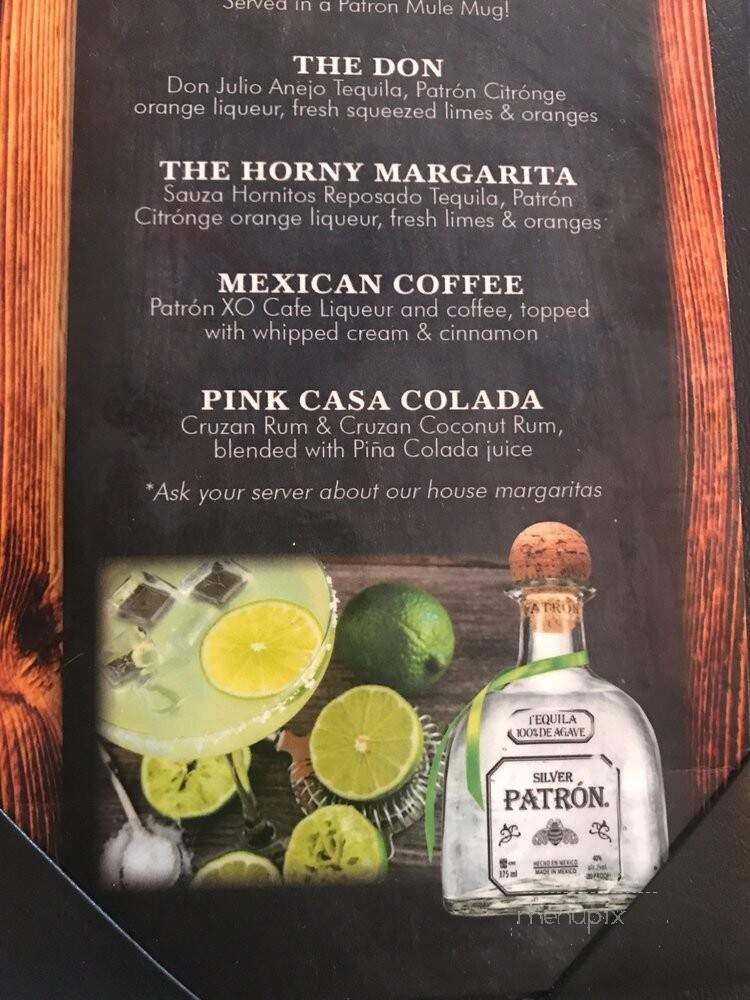 Served in a Patron Mule Mug!
THE DON
Don Julio Anejo Tequila, Patrón Citrónge
orange liqueur, fresh squeezed limes & oranges
THE HORNY MARGARITA
Sauza Hornitos Reposado Tequila, Patrón
Citrónge orange liqueur, fresh limes & oranges
MEXICAN COFFEE
Patrón XO Cafe Liqueur and coffee, topped
with whipped cream & cinnamon
PINK CASA COLADA
Cruzan Rum & Cruzan Coconut Rum,
blended with Piña Colada juice
*Ask your server about our house margaritas
PATRÓN
TEQUILA
100% DE AGAVE
SILVER
PATRÓN.
HECHO EN MEXICO
MADE IN MEXICO
375 ml
40%
menupix